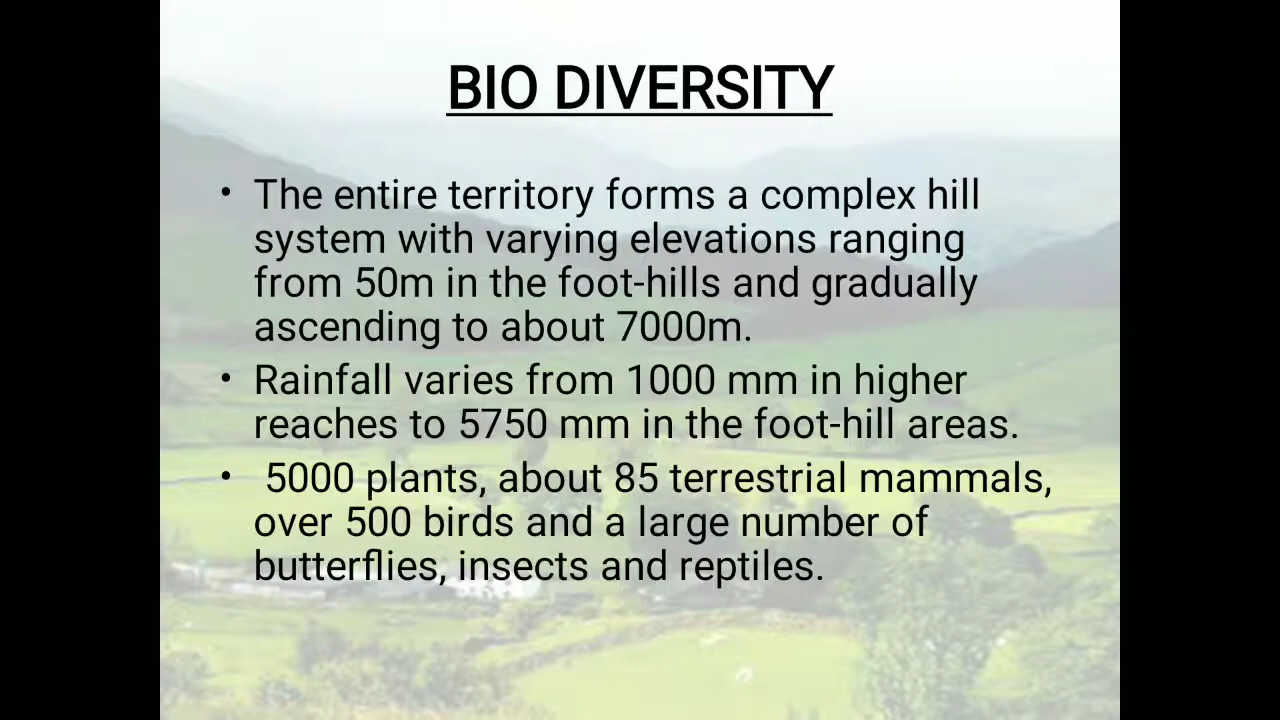 BIO DIVERSITY
• The entire territory forms a complex hill
system with varying elevations ranging
from 50m in the foot-hills and gradually
ascending to about 7000m.
• Rainfall varies from 1000 mm in higher
reaches to 5750 mm in the foot-hill areas.
• 5000 plants, about 85 terrestrial mammals,
over 500 birds and a large number of
butterflies, insects and reptiles.